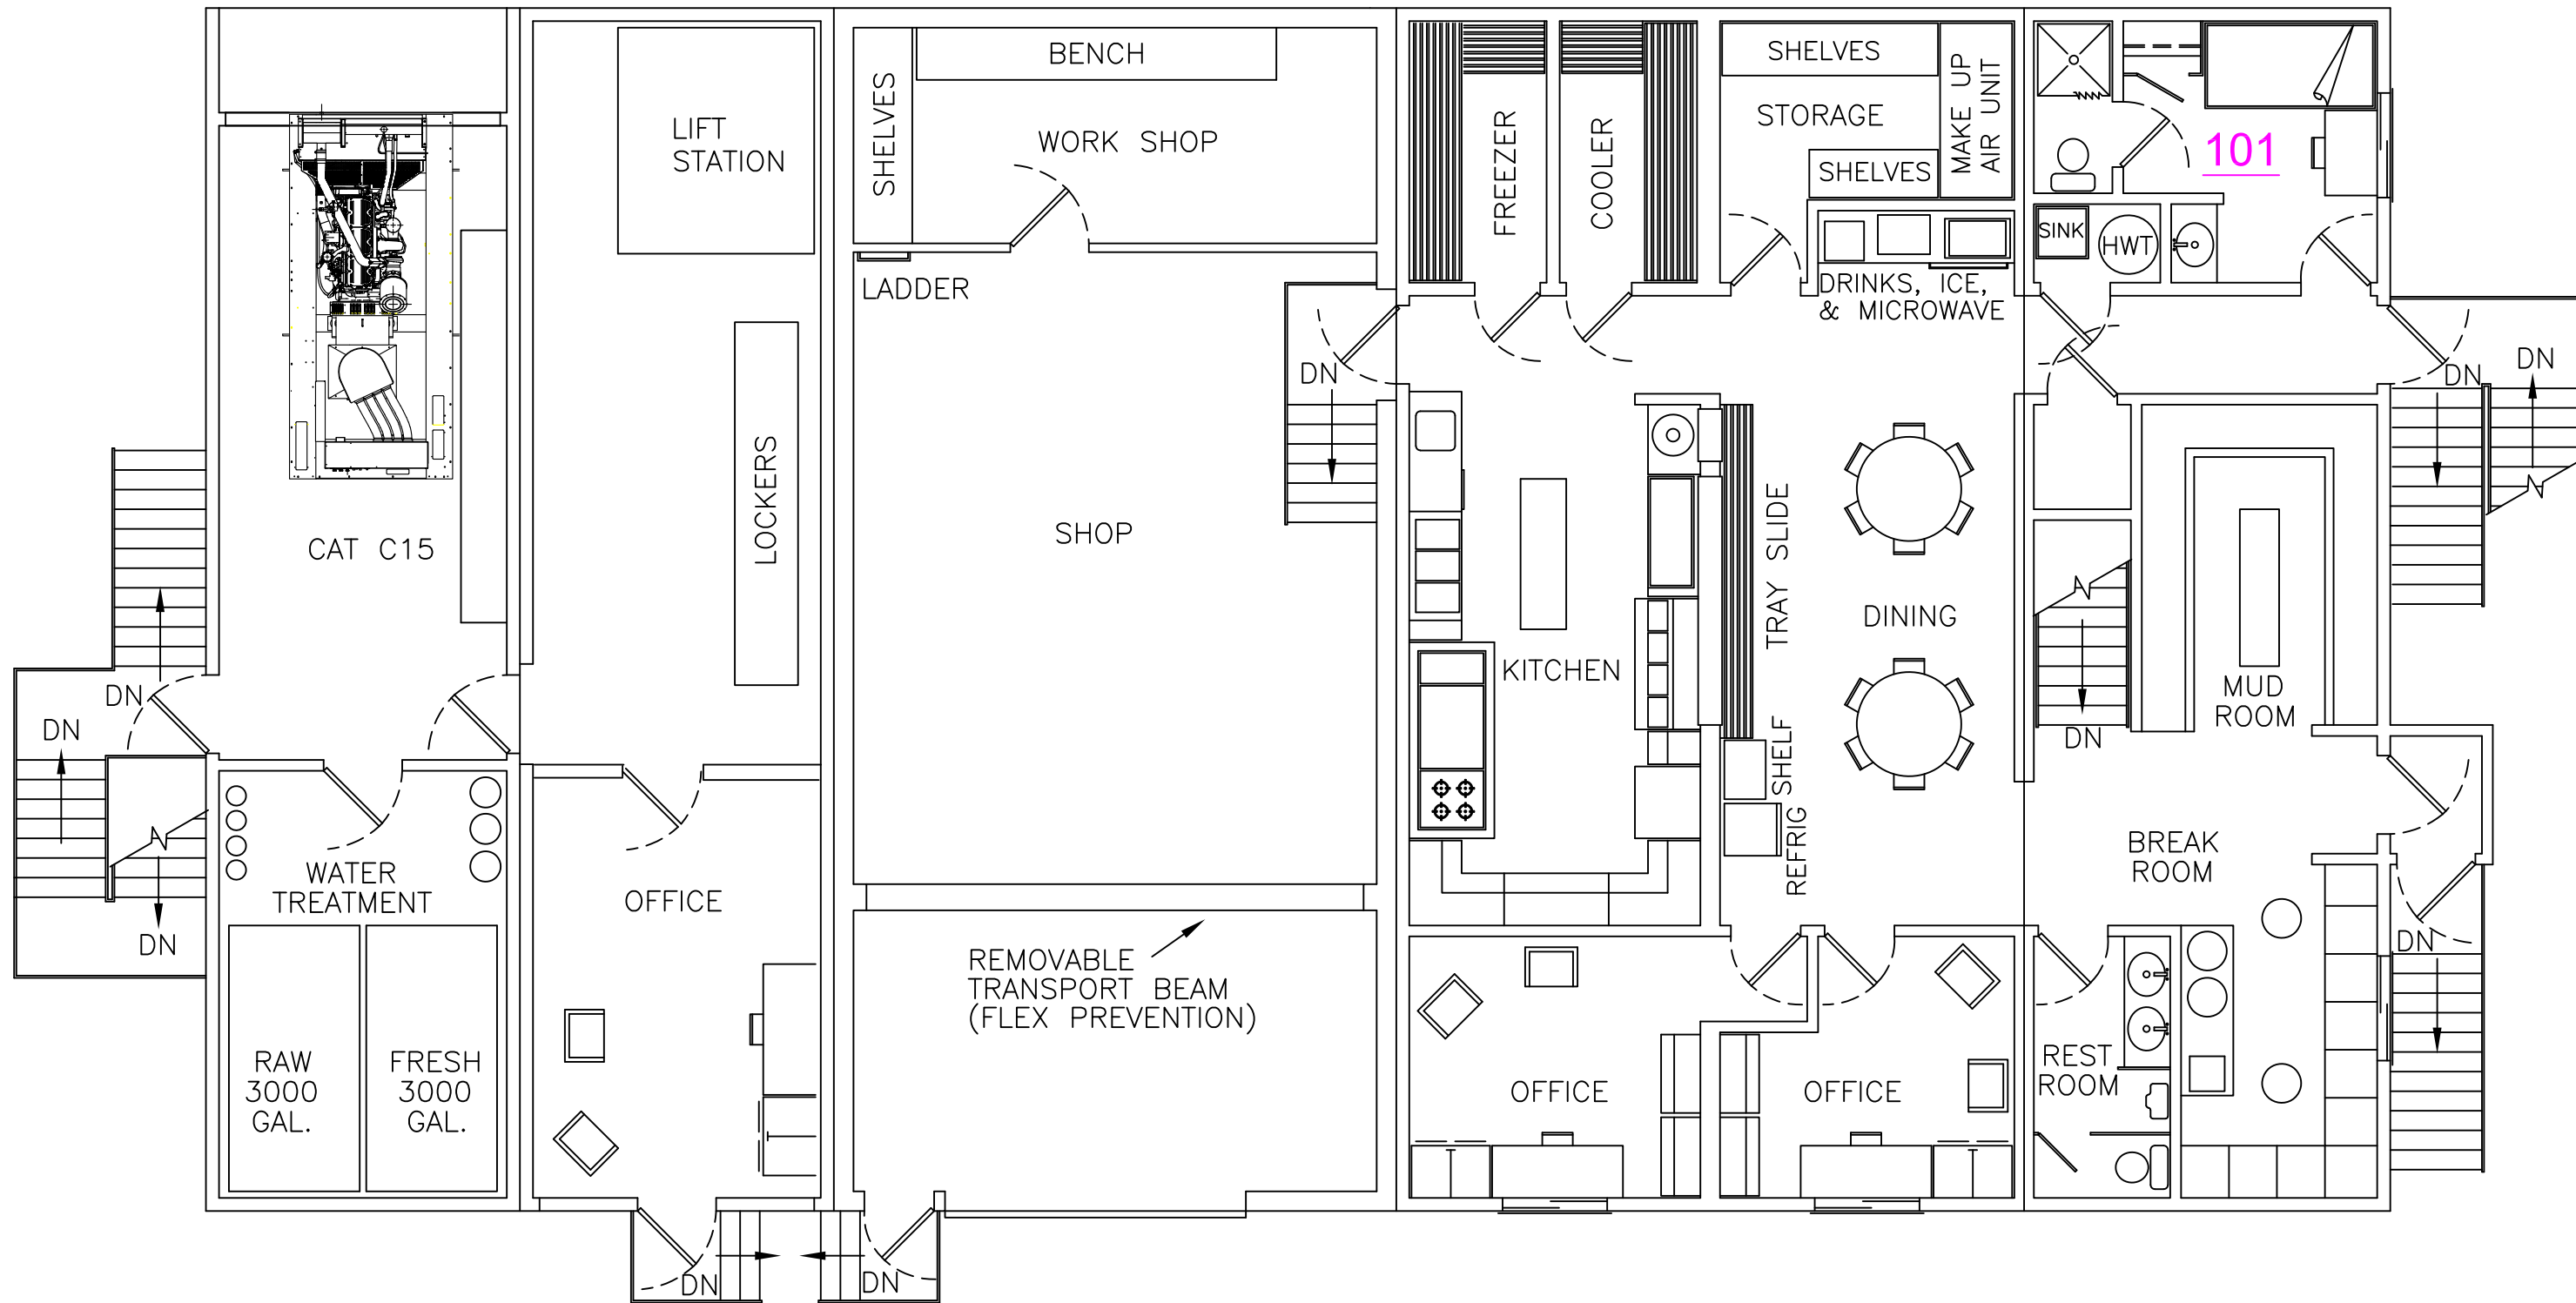 LIFT
STATION
SHELVES
BENCH
WORK SHOP
LADDER
FREEZER
COOLER
SHELVES
STORAGE
SHELVES
MAKE UP
AIR UNIT
101
SINK
HWT
DRINKS, ICE,
& MICROWAVE
DN
DN
DN
CAT C15
LOCKERS
SHOP
KITCHEN
TRAY SLIDE
SHELF
REFRIG
DINING
MUD
ROOM
DN
DN
DN
DN
WATER
TREATMENT
OFFICE
BREAK
ROOM
DN
REMOVABLE
TRANSPORT BEAM
(FLEX PREVENTION)
RAW
3000
GAL.
FRESH
3000
GAL.
OFFICE
OFFICE
REST
ROOM
DN
DN